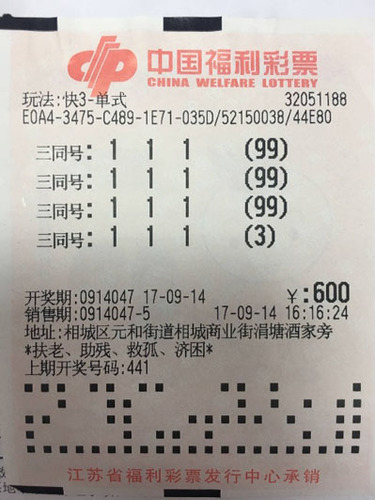 中国福利彩票
CHINA WELFARE LOTTERY
玩法:快3-单式 32051188
E0A4-3475-C489-1E71-035D/52150038/44E80
三同号: 1 1 1 (99)
三同号: 1 1 1 (99)
三同号: 1 1 1 (99)
三同号: 1 1 1 (3)
开奖期:0914047 17-09-14 ¥:600
销售期:0914047-5 17-09-14 16:16:24
地址:相城区元和街道相城商业街涓塘酒家旁
*扶老、助残、救孤、济困*
上期开奖号码:441
江苏省福利彩票发行中心承销